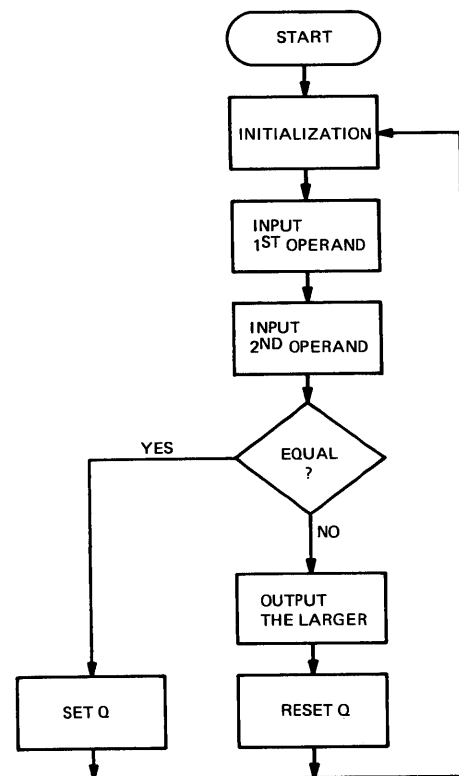 START
INITIALIZATION
INPUT
1ST OPERAND
INPUT
2ND OPERAND
YES
EQUAL
?
NO
OUTPUT
THE LARGER
SET Q
RESET Q